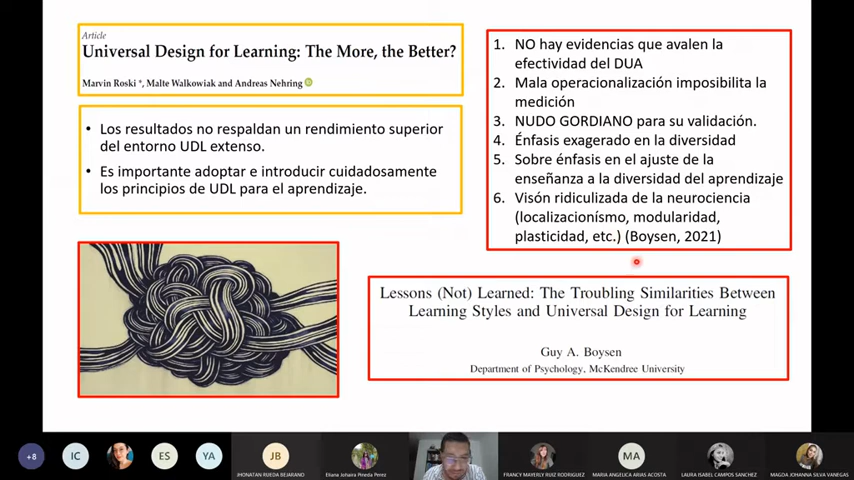 Article
Universal Design for Learning: The More, the Better?
Marvin Roski *, Malte Walkowiak and Andreas Nehring
• Los resultados no respaldan un rendimiento superior
del entorno UDL extenso.
• Es importante adoptar e introducir cuidadosamente
los principios de UDL para el aprendizaje.
1. NO hay evidencias que avalen la
efectividad del DUA
2. Mala operacionalización imposibilita la
medición
3. NUDO GORDIANO para su validación.
4. Énfasis exagerado en la diversidad
5. Sobre énfasis en el ajuste de la
enseñanza a la diversidad del aprendizaje
6. Visón ridiculizada de la neurociencia
(localizacionísmo, modularidad,
plasticidad, etc.) (Boysen, 2021)
Lessons (Not) Learned: The Troubling Similarities Between
Learning Styles and Universal Design for Learning
Guy A. Boysen
Department of Psychology, McKendree University
+8
IC
ES
YA
JB
MA
JHONATAN RUEDA BEJARANO
Eliana Johaira Pineda Perez
FRANCY MAYERLY RUIZ RODRIGUEZ
MARIA ANGELICA ARIAS ACOSTA
LAURA ISABEL CAMPOS SANCHEZ
MAGDA JOHANNA SILVA VANEGAS